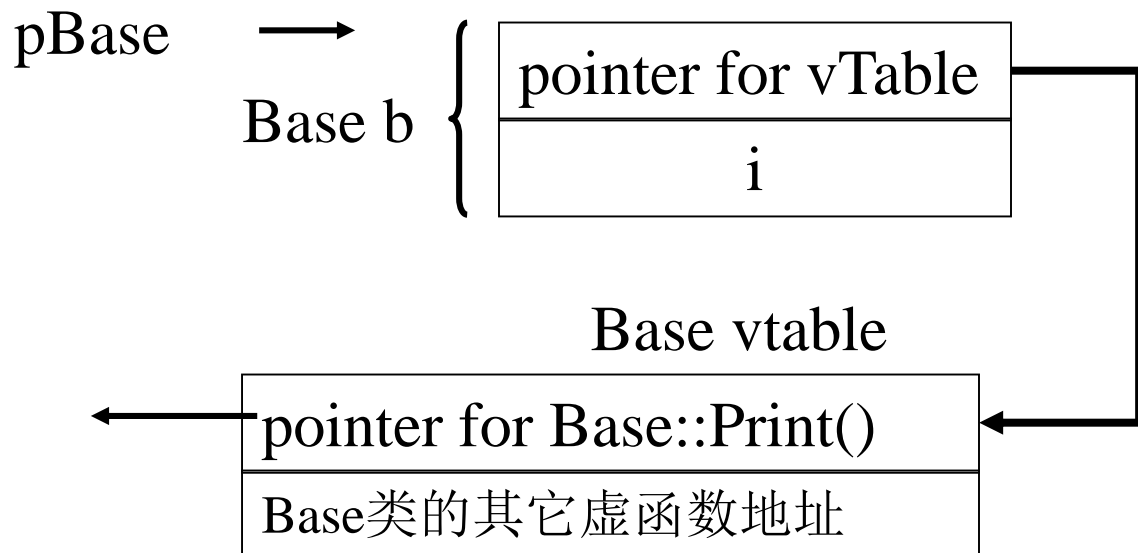 pBase
pointer for vTable
Base b
i
Base vtable
pointer for Base::Print()
Base类的其它虚函数地址